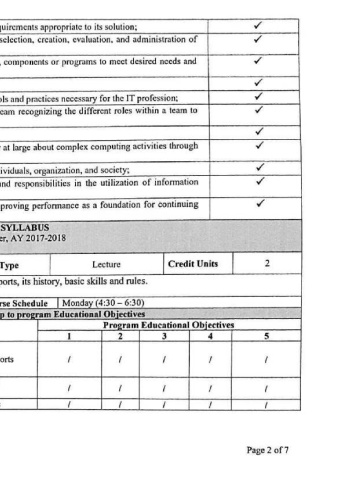 uirements appropriate to its solution; ✓
selection, creation, evaluation, and administration of ✓
, components or programs to meet desired needs and ✓
✓
ols and practices necessary for the IT profession; ✓
eam recognizing the different roles within a team to ✓
✓
at large about complex computing activities through ✓
ividuals, organization, and society; ✓
nd responsibilities in the utilization of information ✓
proving performance as a foundation for continuing ✓
SYLLABUS
er, AY 2017-2018
Type Lecture Credit Units 2
ports, its history, basic skills and rules.
rse Schedule Monday (4:30 – 6:30)
p to program Educational Objectives
Program Educational Objectives
1 2 3 4 5
orts / / / / /
/ / / / /
/ / / / /
Page 2 of 7